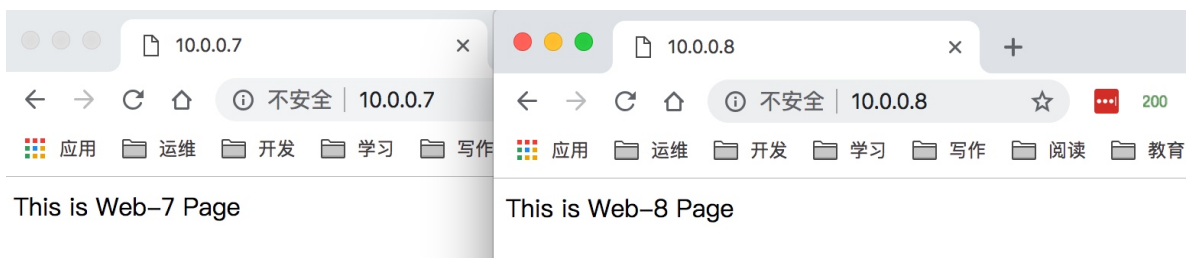 10.0.0.7
不安全 10.0.0.7
应用 运维 开发 学习 写作
This is Web-7 Page
10.0.0.8
不安全 10.0.0.8 200
应用 运维 开发 学习 写作 阅读 教育
This is Web-8 Page